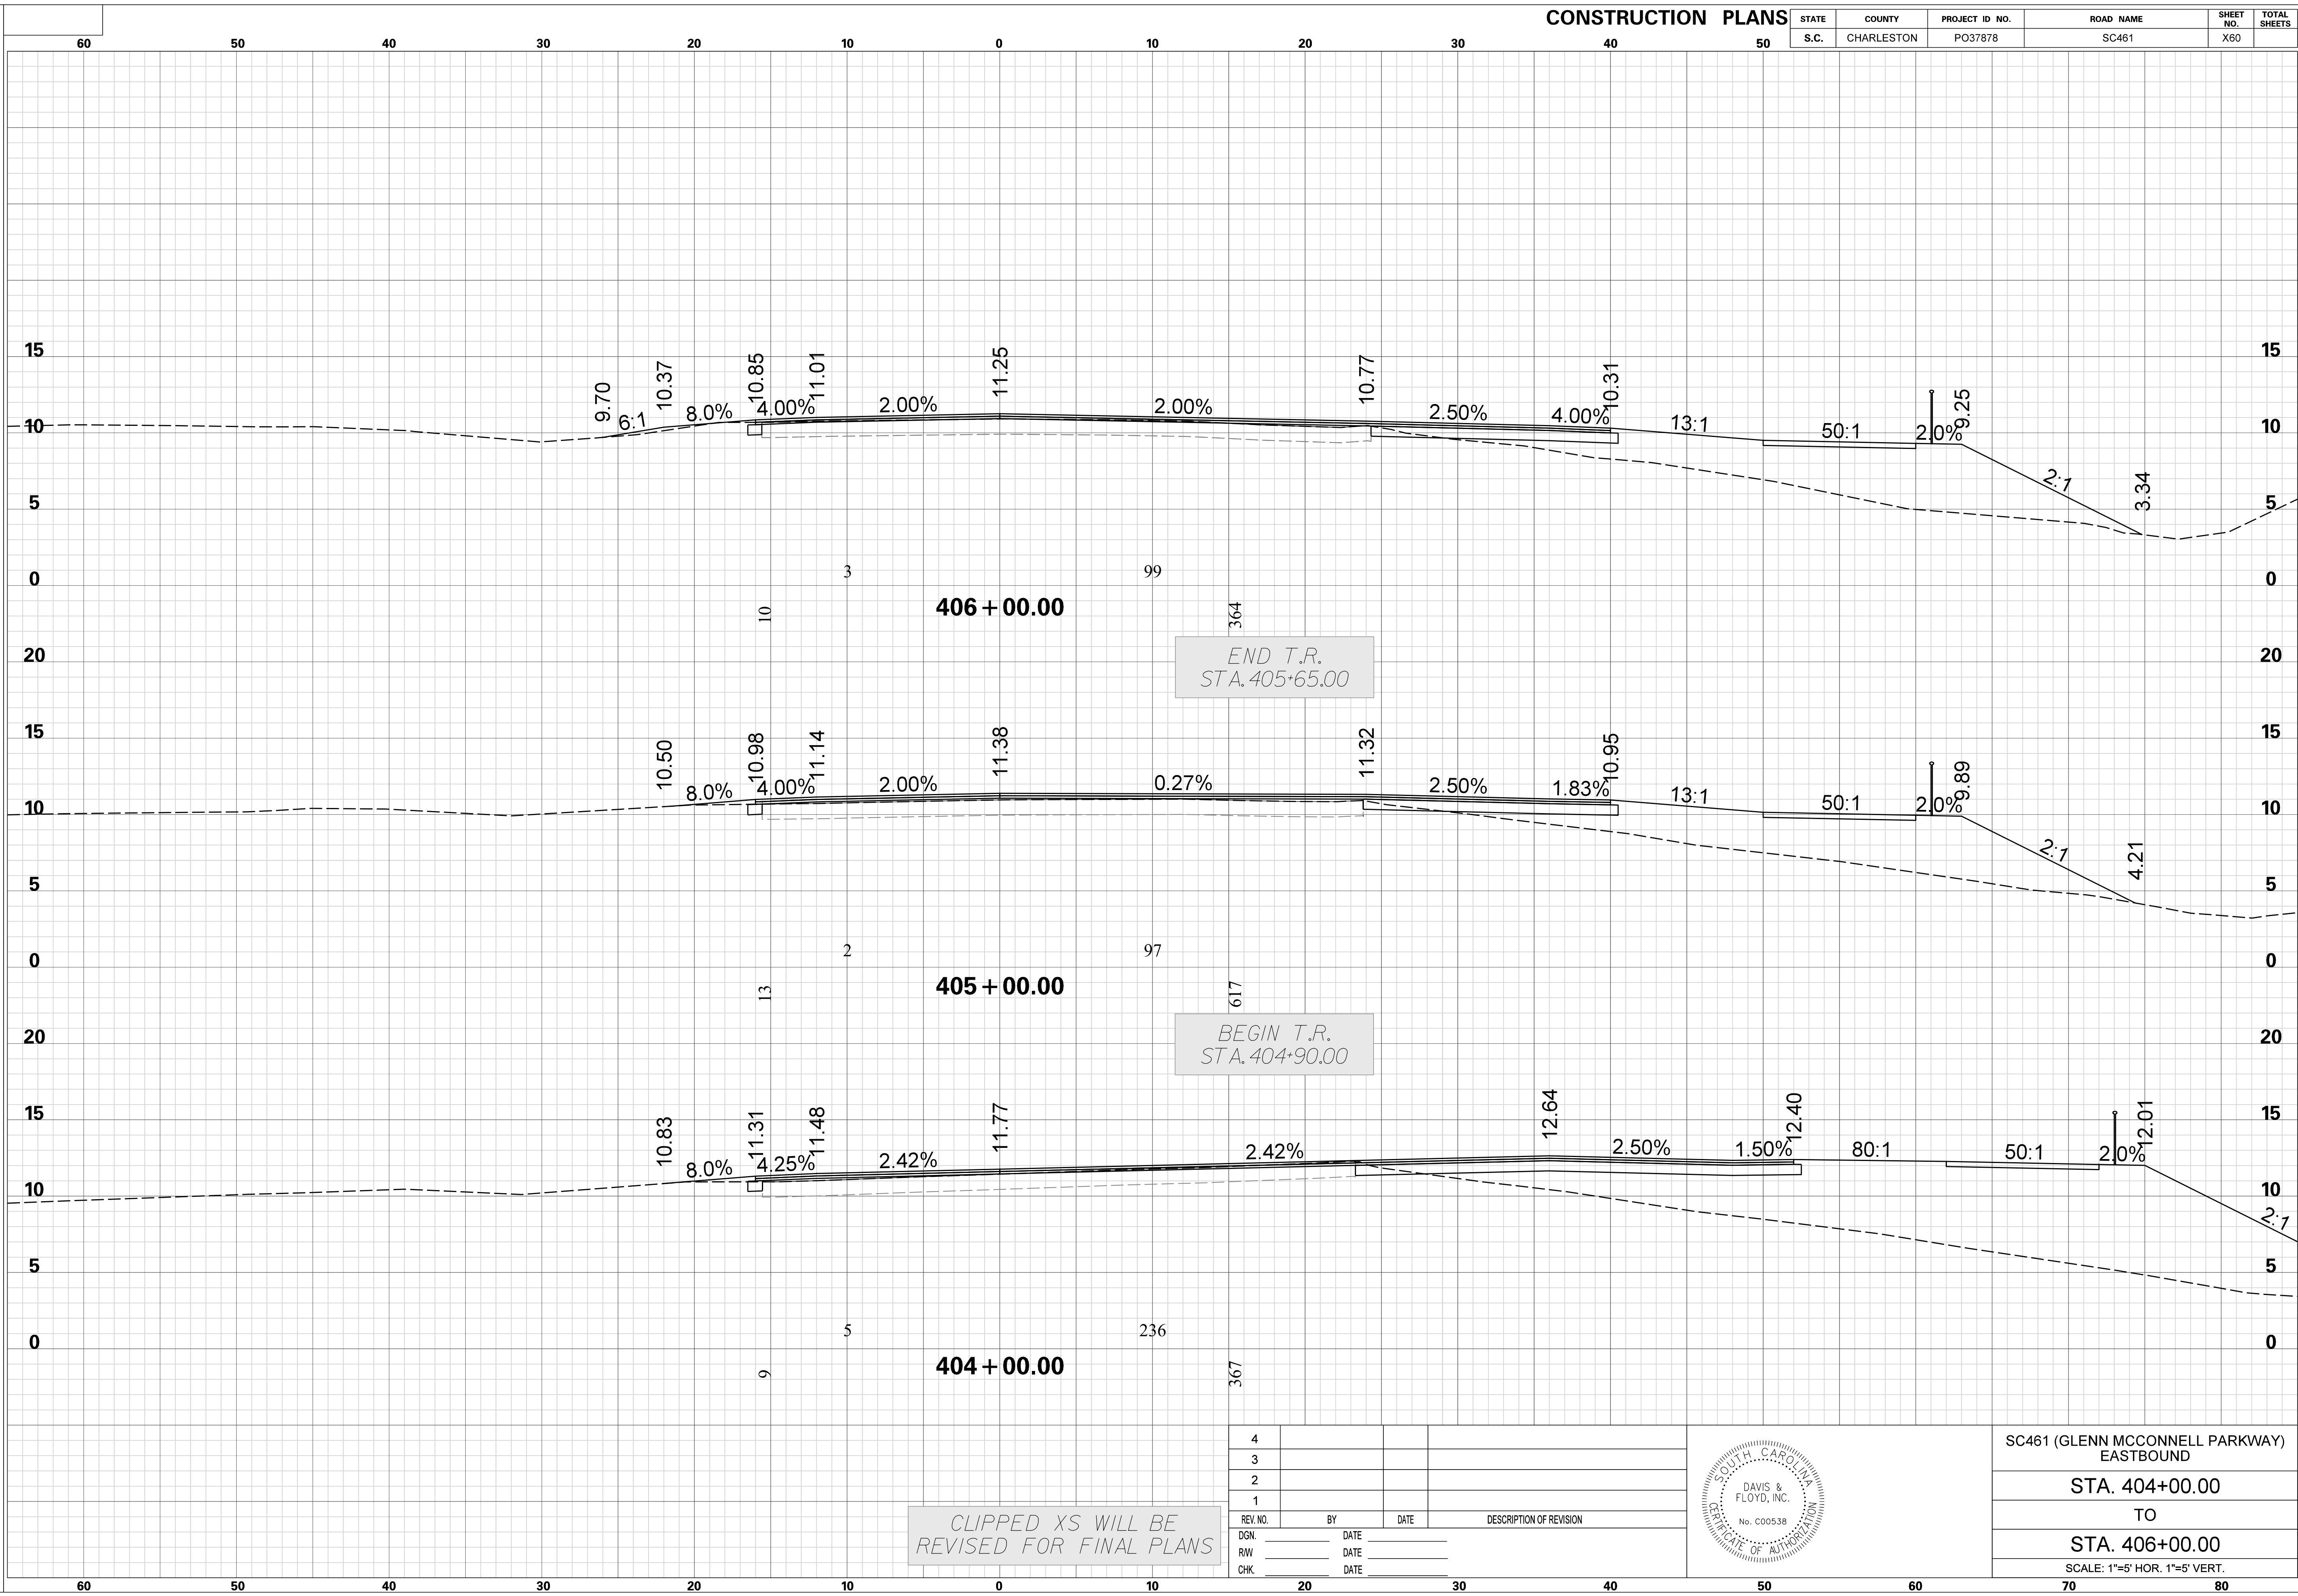 CONSTRUCTION PLANS
STATE COUNTY PROJECT ID NO. ROAD NAME SHEET NO. TOTAL SHEETS
S.C. CHARLESTON PO37878 SC461 X60
60 50 40 30 20 10 0 10 20 30 40 50
15 15
9.70 10.37 10.85 11.01 11.25 10.77 10.31 9.25
6:1 8.0% 4.00% 2.00% 2.00% 2.50% 4.00% 13:1 50:1 2.0%
10 10
2:1 3.34
5 5
0 0
3 99
10 406+00.00 364
END T.R.
STA. 405+65.00
20 20
15 15
10.50 10.98 11.14 11.38 11.32 10.95 9.89
8.0% 4.00% 2.00% 0.27% 2.50% 1.83% 13:1 50:1 2.0%
10 10
2:1 4.21
5 5
0 0
2 97
13 405+00.00 617
BEGIN T.R.
STA. 404+90.00
20 20
15 15
10.83 11.31 11.48 11.77 12.64 12.40 12.01
8.0% 4.25% 2.42% 2.42% 2.50% 1.50% 80:1 50:1 2.0%
10 10
2:1
5 5
0 0
5 236
9 404+00.00 367
CLIPPED XS WILL BE
REVISED FOR FINAL PLANS
4
3
2
1
REV. NO. BY DATE DESCRIPTION OF REVISION
DGN. DATE
R/W DATE
CHK. DATE
SOUTH CAROLINA
DAVIS &
FLOYD, INC.
No. C00538
CERTIFICATE OF AUTHORIZATION
SC461 (GLENN MCCONNELL PARKWAY)
EASTBOUND
STA. 404+00.00
TO
STA. 406+00.00
SCALE: 1"=5' HOR. 1"=5' VERT.
60 50 40 30 20 10 0 10 20 30 40 50 60 70 80